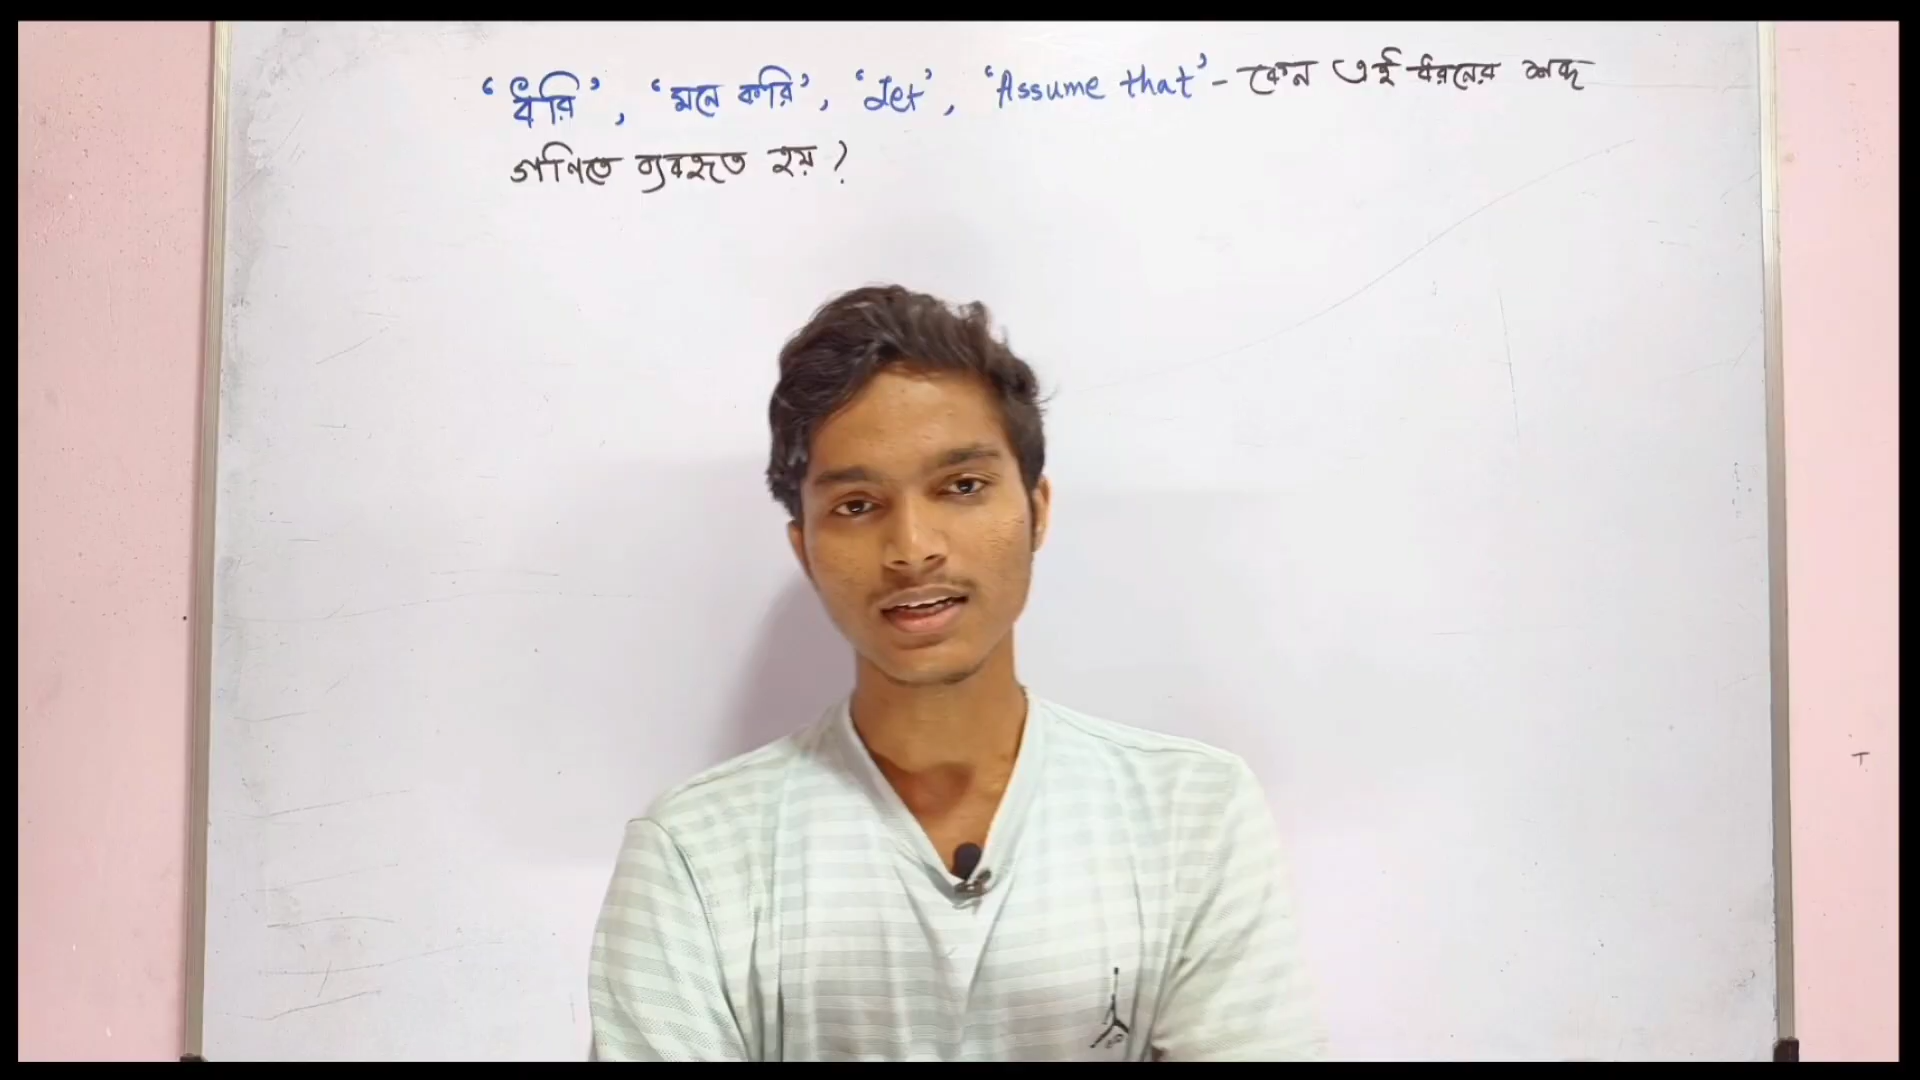 ‘ধরি’, ‘মনে করি’, ‘Let’, ‘Assume that’ - কেন এই ধরনের শব্দ
গণিতে ব্যবহৃত হয় ?